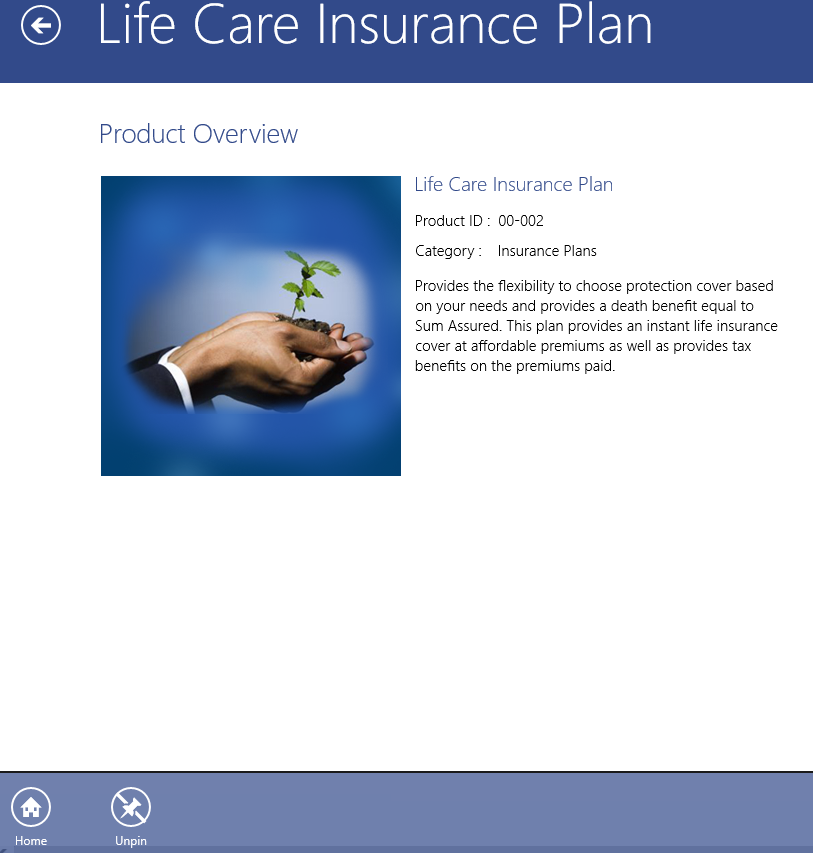 Life Care Insurance Plan
Product Overview
Life Care Insurance Plan
Product ID : 00-002
Category : Insurance Plans
Provides the flexibility to choose protection cover based
on your needs and provides a death benefit equal to
Sum Assured. This plan provides an instant life insurance
cover at affordable premiums as well as provides tax
benefits on the premiums paid.
Home
Unpin